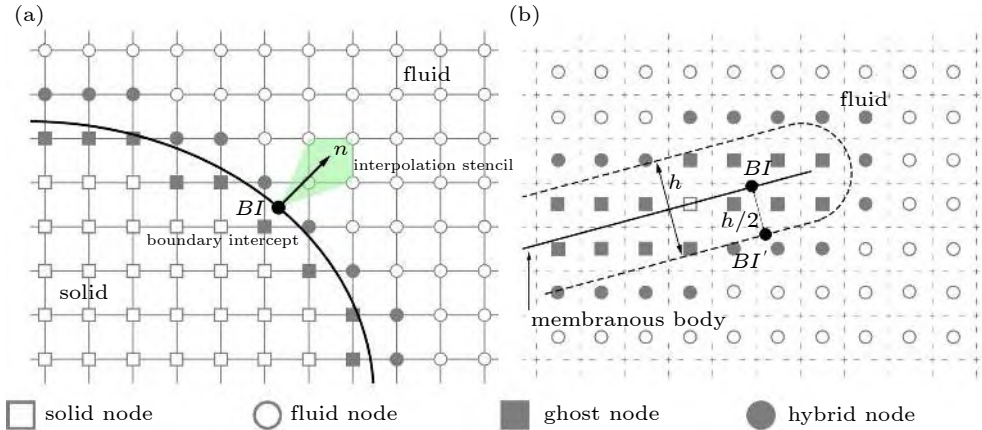 (a)
fluid
n
interpolation stencil
BI
boundary intercept
solid
(b)
fluid
BI
h
h/2
BI′
membranous body
solid node
fluid node
ghost node
hybrid node